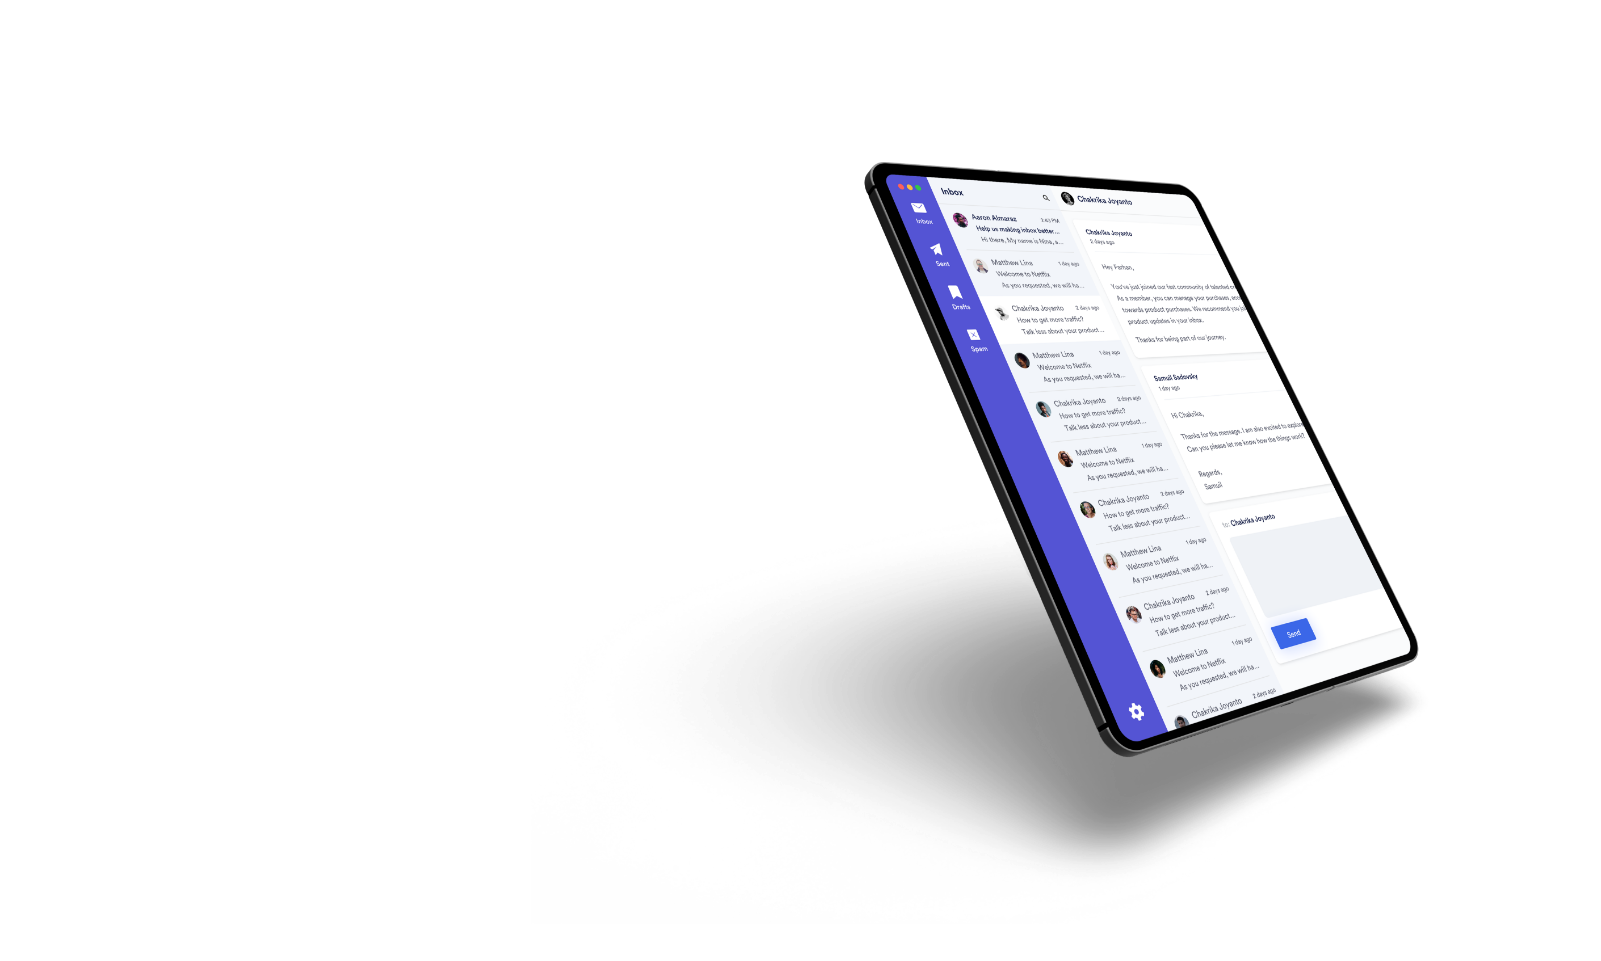 Inbox
Sent
Drafts
Spam
Inbox
Aaron Almaraz
Help us making inbox better...
Hi there, My name is Nina, a...
Matthew Lina 1 day ago
Welcome to Netflix
As you requested, we will ha...
Chakrika Joyanto 2 days ago
How to get more traffic?
Talk less about your product...
Matthew Lina 1 day ago
Welcome to Netflix
As you requested, we will ha...
Chakrika Joyanto 2 days ago
How to get more traffic?
Talk less about your product...
Matthew Lina 1 day ago
Welcome to Netflix
As you requested, we will ha...
Chakrika Joyanto 2 days ago
How to get more traffic?
Talk less about your product...
Matthew Lina 1 day ago
Welcome to Netflix
As you requested, we will ha...
Chakrika Joyanto 2 days ago
How to get more traffic?
Talk less about your product...
Matthew Lina 1 day ago
Welcome to Netflix
As you requested, we will ha...
Chakrika Joyanto 2 days ago
Chakrika Joyanto
Chakrika Joyanto
2 days ago
Hey Farhan,
You've just joined our fast community of talented
As a member, you can manage your purchases,
towards product purchases. We recommend you
product updates in your inbox.
Thanks for being part of our journey.
Samuil Sadovsky
1 day ago
Hi Chakrika,
Thanks for the message. I am also excited to
Can you please let me know how the things work?
Regards,
Samuil
to: Chakrika Joyanto
Send